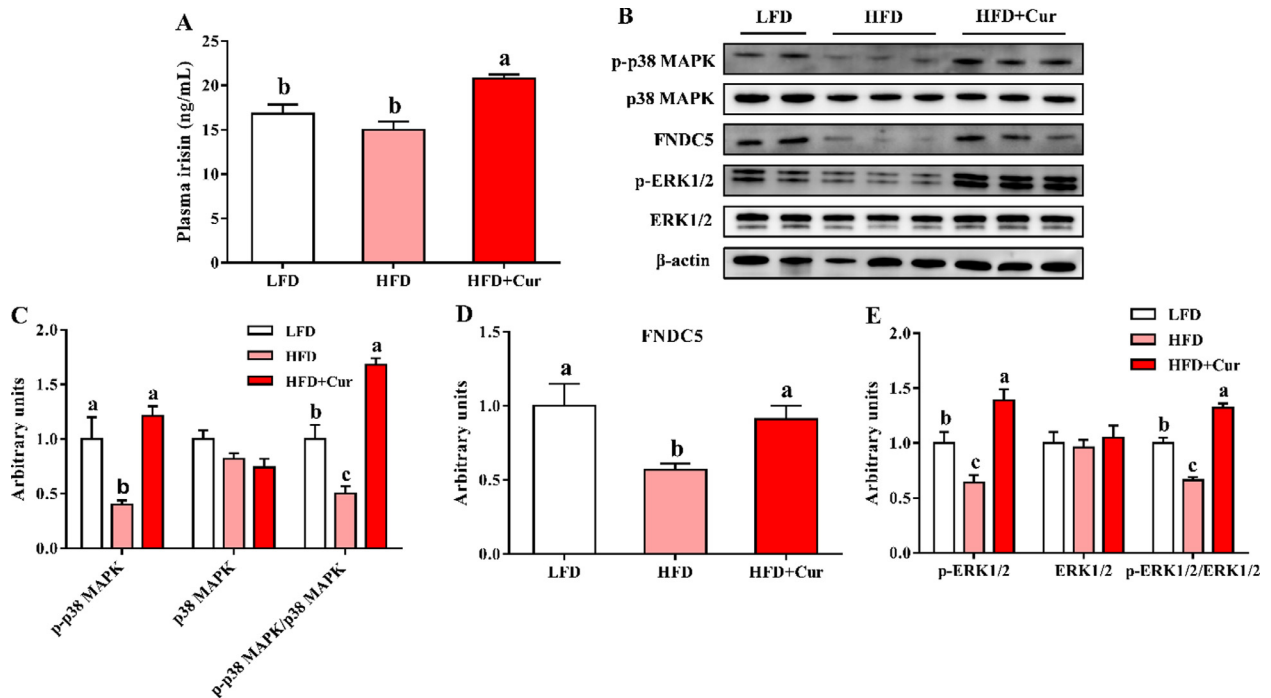 A
Plasma irisin (ng/mL)
25
20
15
10
5
0
b
b
a
LFD
HFD
HFD+Cur
B
LFD
HFD
HFD+Cur
p-p38 MAPK
p38 MAPK
FNDC5
p-ERK1/2
ERK1/2
β-actin
C
LFD
HFD
HFD+Cur
Arbitrary units
2.0
1.5
1.0
0.5
0.0
a
b
a
b
c
a
p-p38 MAPK
p38 MAPK
p-p38 MAPK/p38 MAPK
D
FNDC5
Arbitrary units
1.5
1.0
0.5
0.0
a
b
a
LFD
HFD
HFD+Cur
E
LFD
HFD
HFD+Cur
Arbitrary units
2.0
1.5
1.0
0.5
0.0
b
c
a
b
c
a
p-ERK1/2
ERK1/2
p-ERK1/2/ERK1/2